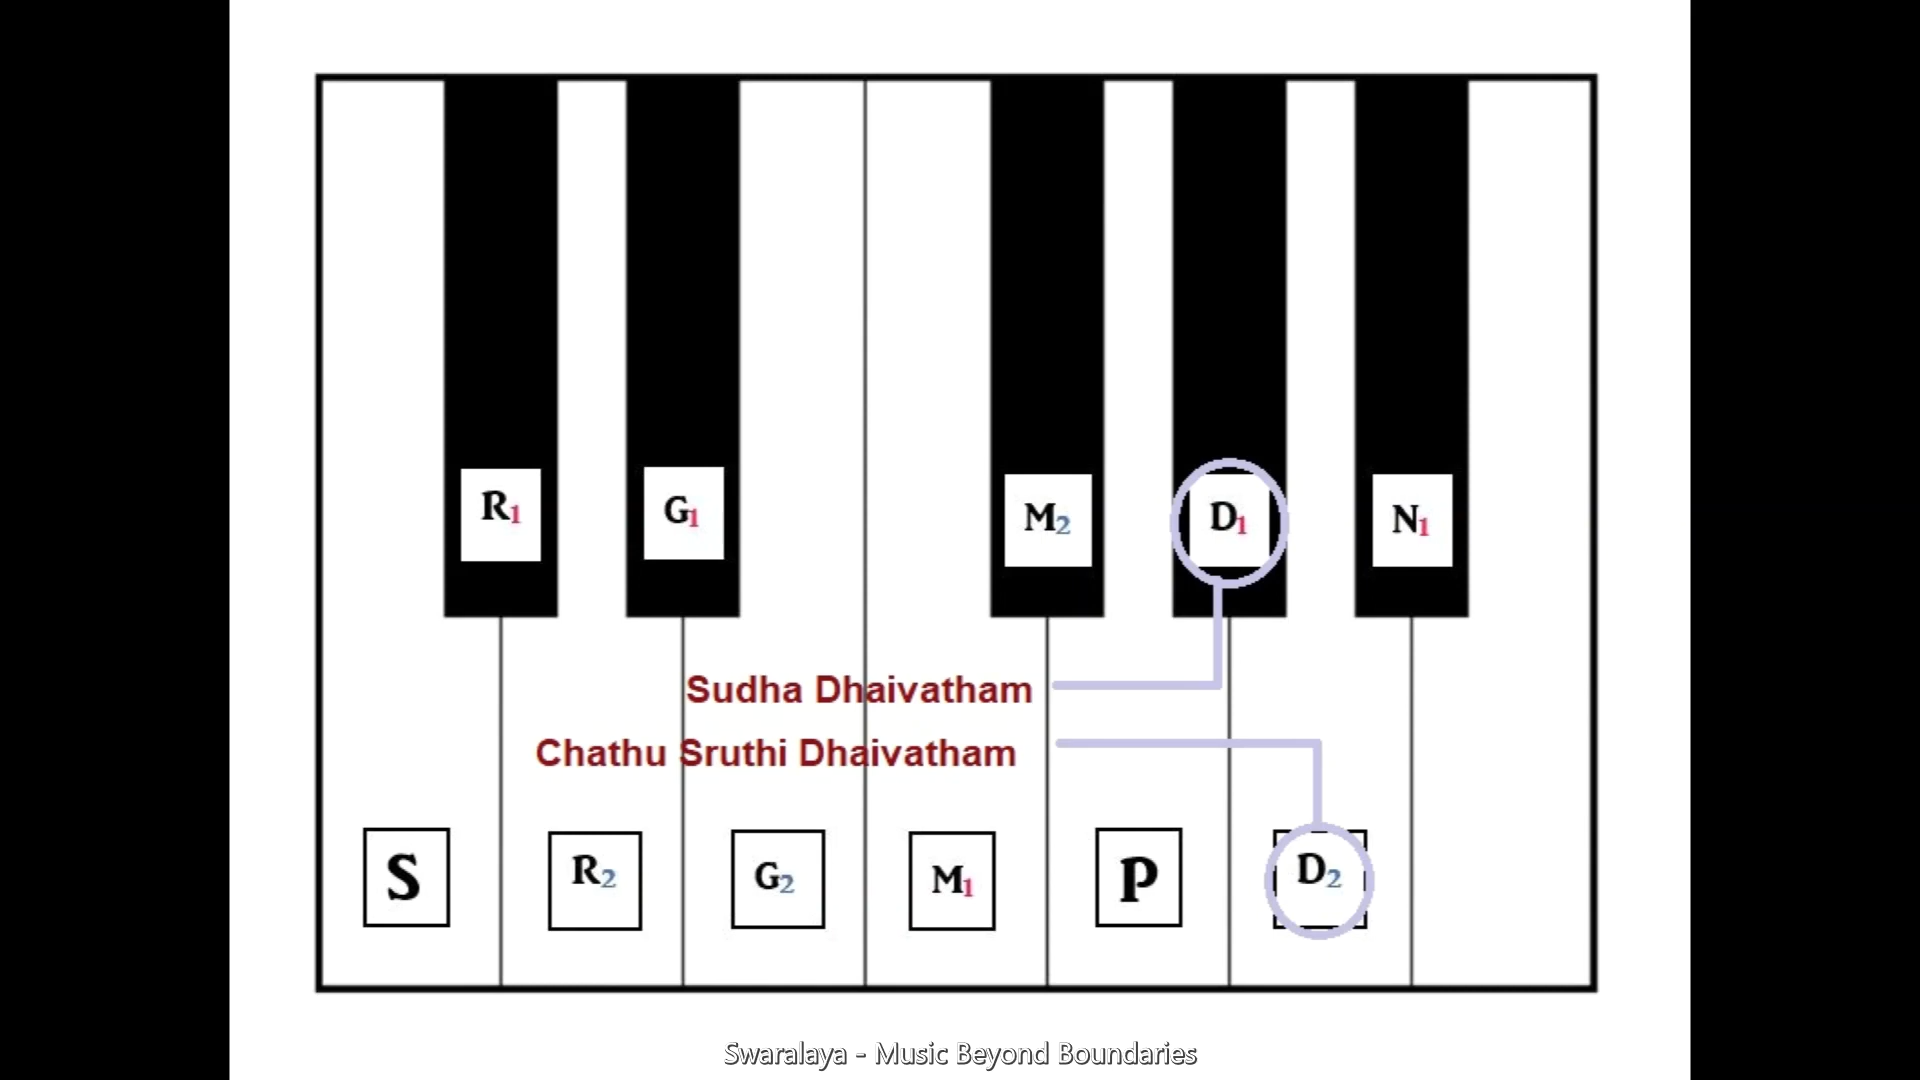 R1 G1 M2 D1 N1
Sudha Dhaivatham
Chathu Sruthi Dhaivatham
S R2 G2 M1 P D2
Swaralaya - Music Beyond Boundaries